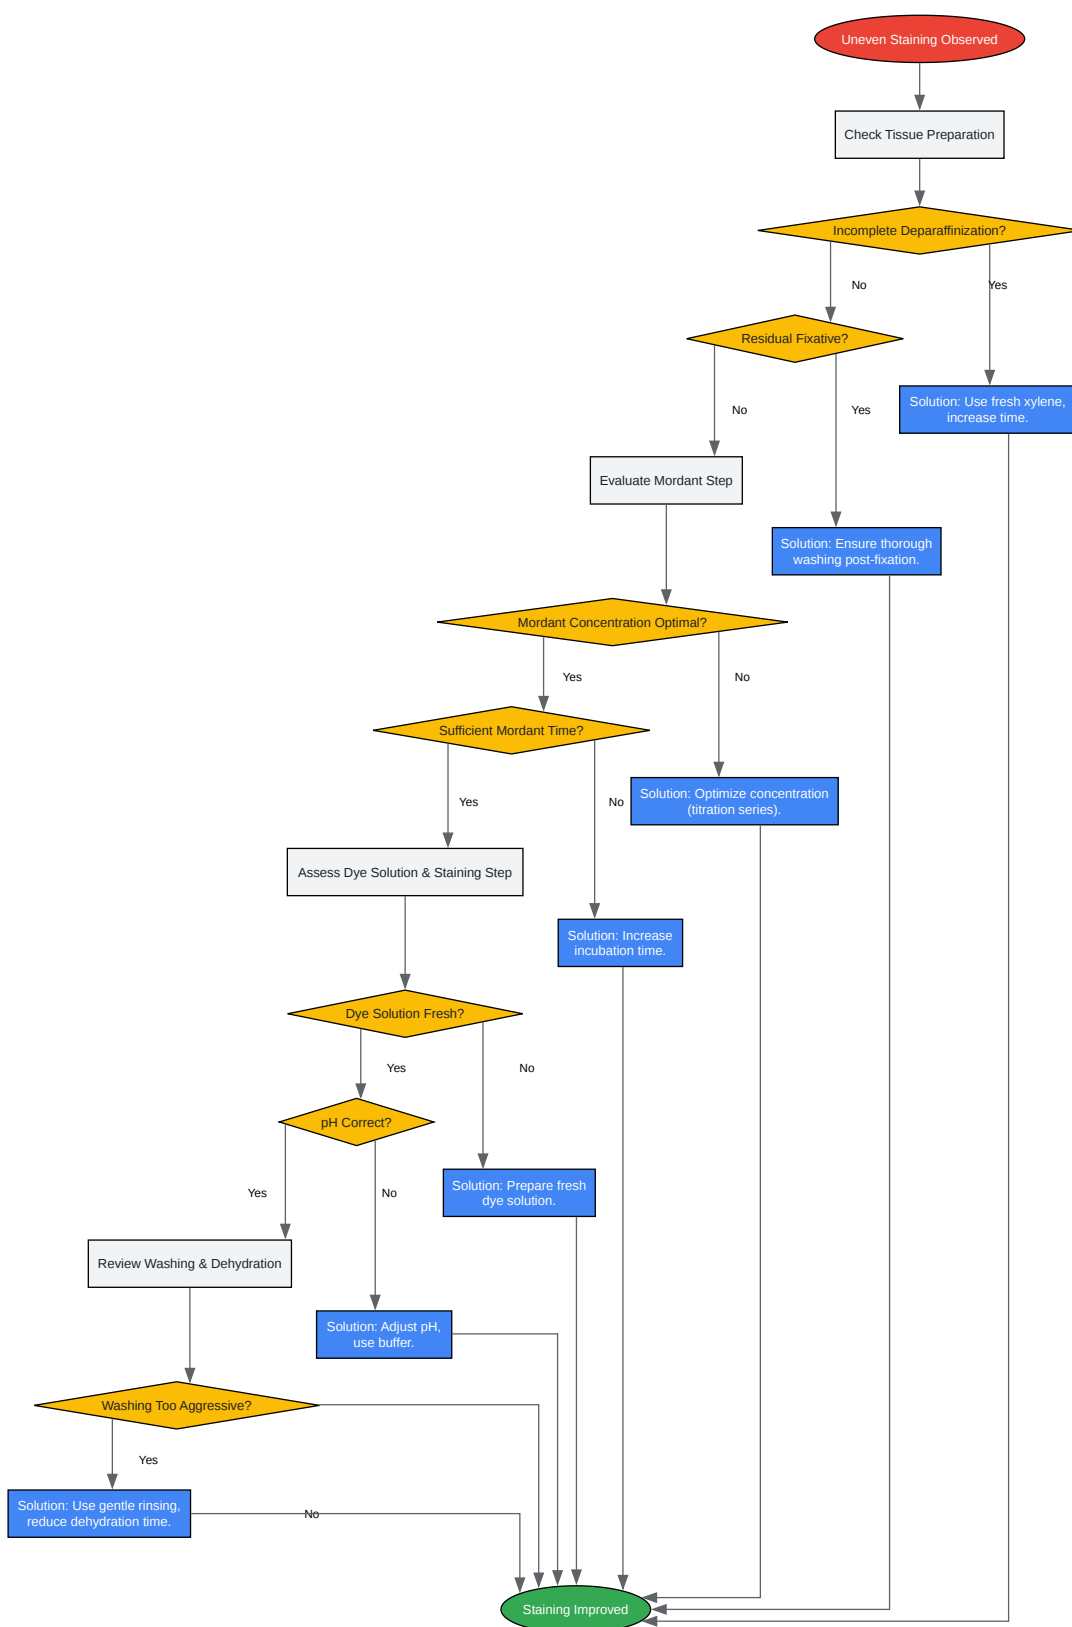 Uneven Staining Observed
Check Tissue Preparation
Incomplete Deparaffinization?
No
Yes
Residual Fixative?
Solution: Use fresh xylene,
increase time.
No
Yes
Evaluate Mordant Step
Solution: Ensure thorough
washing post-fixation.
Mordant Concentration Optimal?
Yes
No
Sufficient Mordant Time?
Solution: Optimize concentration
(titration series).
Yes
No
Assess Dye Solution & Staining Step
Solution: Increase
incubation time.
Dye Solution Fresh?
Yes
No
pH Correct?
Solution: Prepare fresh
dye solution.
Yes
No
Review Washing & Dehydration
Solution: Adjust pH,
use buffer.
Washing Too Aggressive?
Yes
Solution: Use gentle rinsing,
reduce dehydration time.
No
Staining Improved